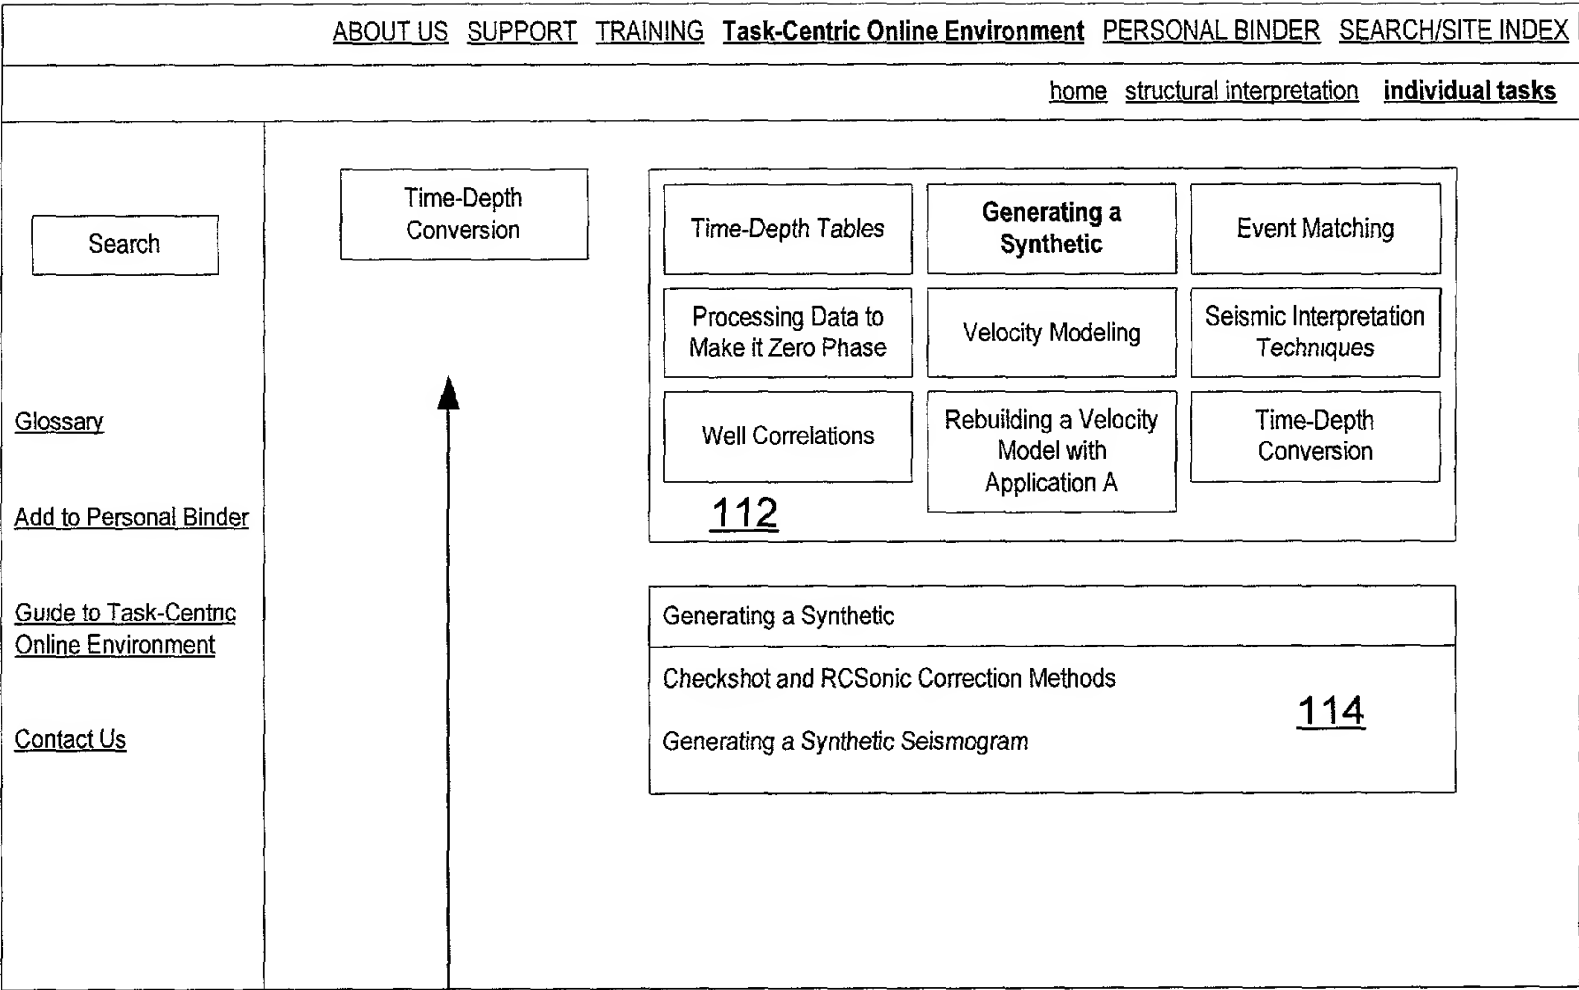 ABOUT US SUPPORT TRAINING Task-Centric Online Environment PERSONAL BINDER SEARCH/SITE INDEX
home structural interpretation individual tasks
Search
Glossary
Add to Personal Binder
Guide to Task-Centric
Online Environment
Contact Us
Time-Depth
Conversion
Time-Depth Tables
Generating a
Synthetic
Event Matching
Processing Data to
Make it Zero Phase
Velocity Modeling
Seismic Interpretation
Techniques
Well Correlations
Rebuilding a Velocity
Model with
Application A
Time-Depth
Conversion
112
Generating a Synthetic
Checkshot and RCSonic Correction Methods
114
Generating a Synthetic Seismogram